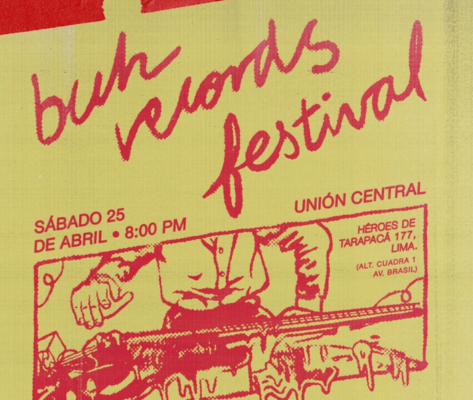 buh
records
festival
SÁBADO 25
DE ABRIL • 8:00 PM
UNIÓN CENTRAL
HÉROES DE
TARAPACÁ 177,
LIMA.
(ALT. CUADRA 1
AV. BRASIL)